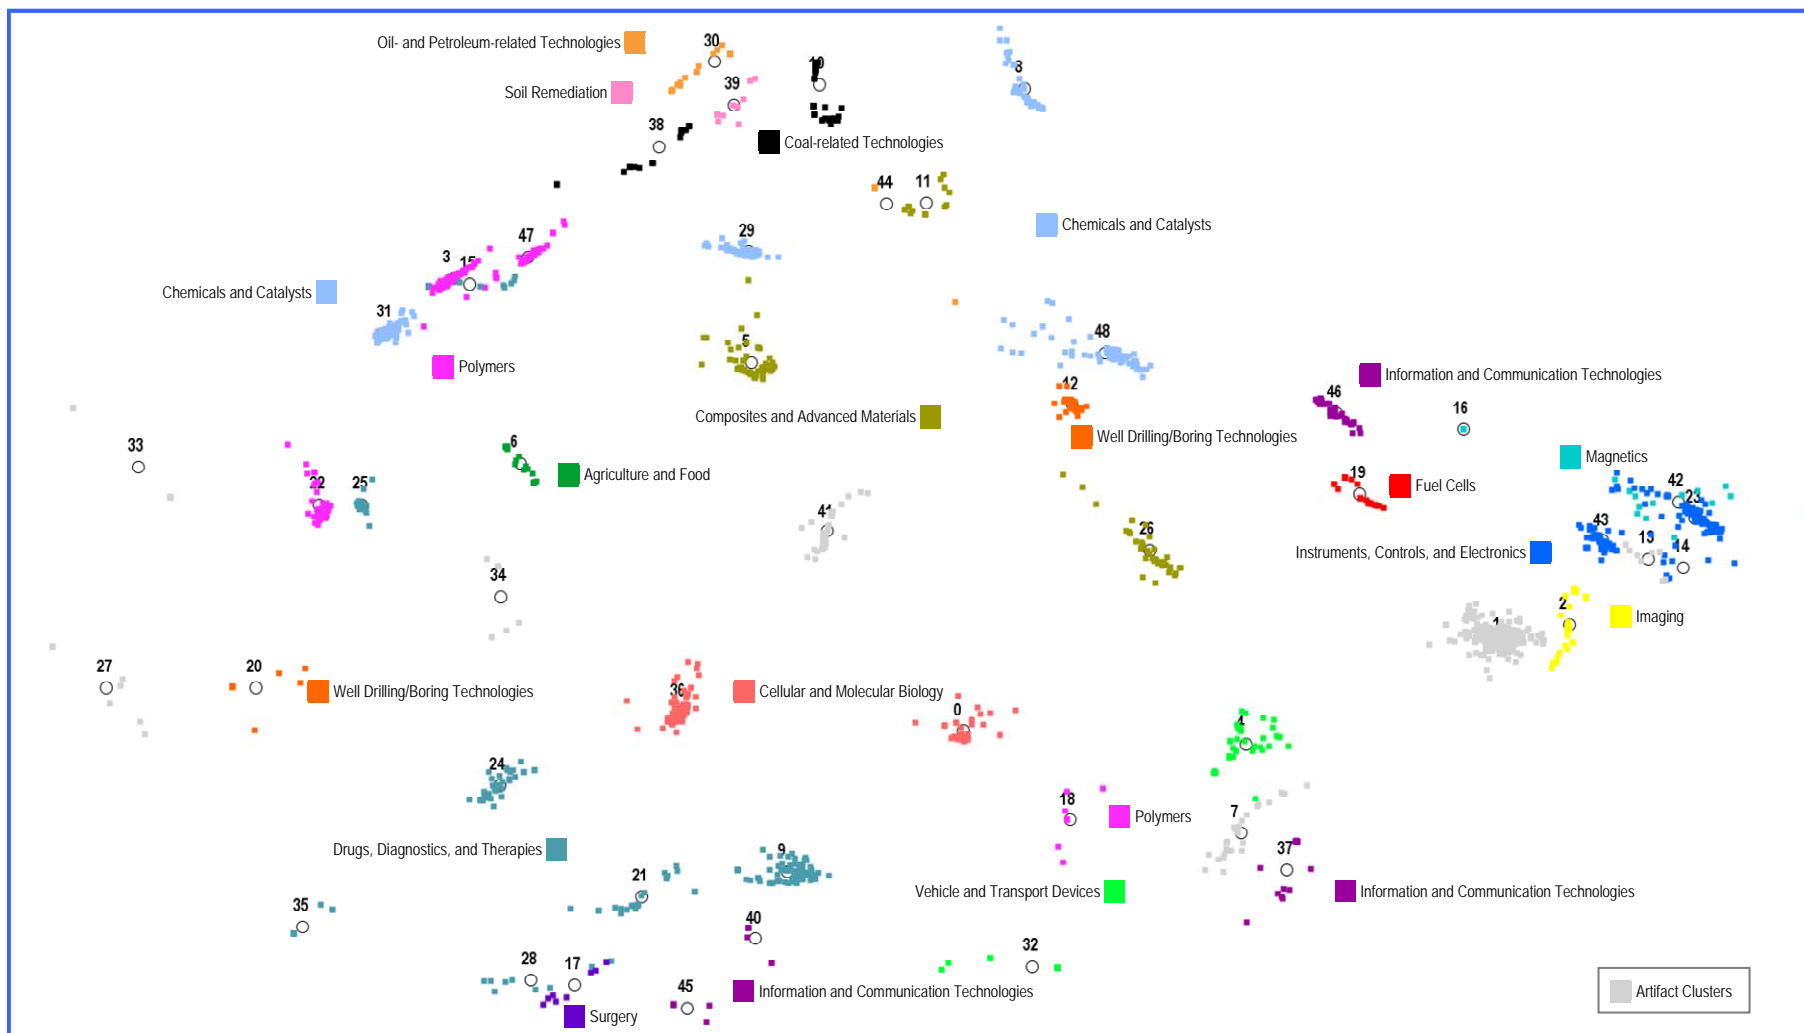 Oil- and Petroleum-related Technologies
30
Soil Remediation
39
10
38
Coal-related Technologies
44
11
Chemicals and Catalysts
29
47
3
15
Chemicals and Catalysts
31
Polymers
5
48
12
Composites and Advanced Materials
Well Drilling/Boring Technologies
46
Information and Communication Technologies
16
33
22
25
6
Agriculture and Food
41
26
19
Fuel Cells
Magnetics
42
23
43
13
14
Instruments, Controls, and Electronics
34
1
2
Imaging
27
20
Well Drilling/Boring Technologies
36
Cellular and Molecular Biology
0
4
24
18
Polymers
7
37
Drugs, Diagnostics, and Therapies
21
9
Vehicle and Transport Devices
Information and Communication Technologies
35
40
32
28
17
45
Information and Communication Technologies
Surgery
Artifact Clusters